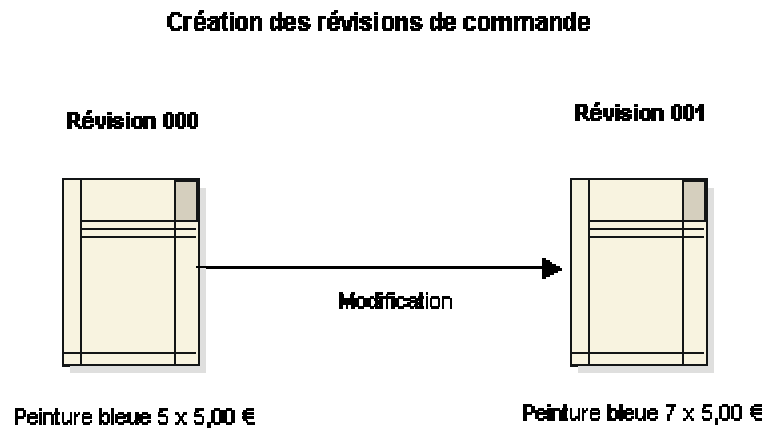 Création des révisions de commande
Révision 000
Révision 001
Modification
Peinture bleue 5 x 5,00 €
Peinture bleue 7 x 5,00 €